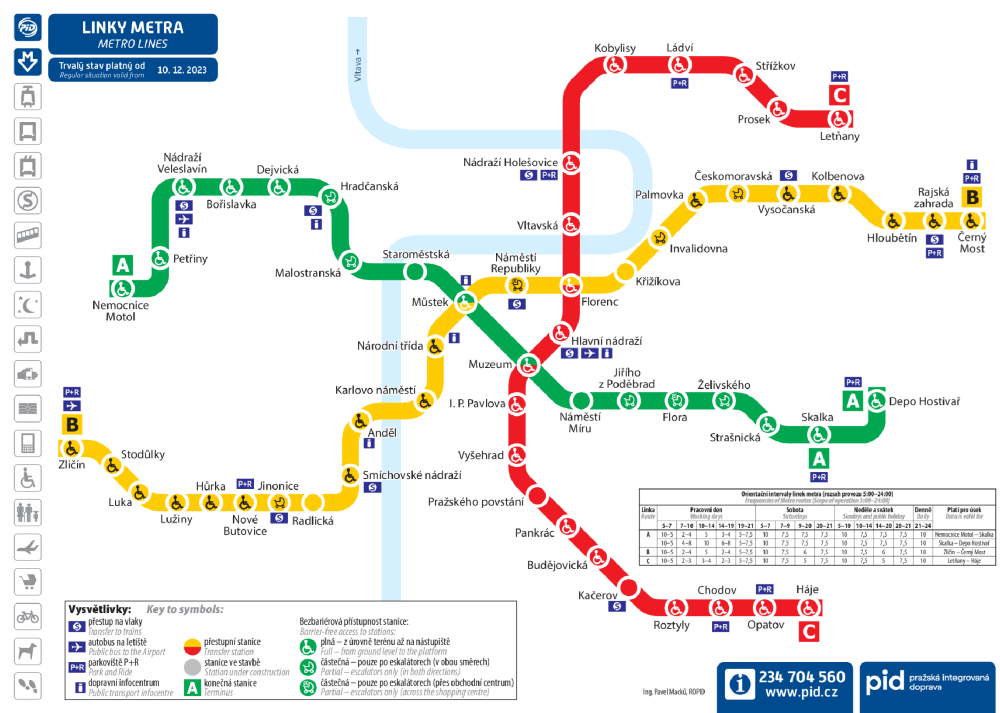 PID
LINKY METRA
METRO LINES
Trvalý stav platný od
Regular situation valid from
10. 12. 2023
Vltava →
Kobylisy
Ládví
P+R
Střížkov
P+R
C
Prosek
Letňany
Nádraží Holešovice
S P+R
Vltavská
Nádraží
Veleslavín
Dejvická
Hradčanská
Bořislavka
S
i
S
i
Petřiny
A
Nemocnice
Motol
Malostranská
Staroměstská
Můstek
i
Náměstí
Republiky
S
Florenc
Křižíkova
Invalidovna
Palmovka
Českomoravská
S
Vysočanská
Kolbenova
Hloubětín
Rajská
zahrada
S
P+R
i
P+R
B
Černý
Most
Hlavní nádraží
S i
Muzeum
Národní třída
i
Karlovo náměstí
Anděl
i
Smíchovské nádraží
S
Radlická
P+R
Jinonice
S
Nové
Butovice
Hůrka
Lužiny
Luka
Stodůlky
P+R
B
Zličín
I. P. Pavlova
Vyšehrad
Pražského povstání
Pankrác
Budějovická
Kačerov
S
Roztyly
Chodov
P+R
P+R
Opatov
Háje
C
Náměstí
Míru
Jiřího
z Poděbrad
Flora
Želivského
Strašnická
Skalka
A
P+R
P+R
A
Depo Hostivař
Orientační intervaly linek metra (rozsah provozu 5:00–24:00)
Frequencies of Metro routes (Scope of operation 5:00–24:00)
Linka Pracovní den Sobota Neděle a svátek Denně Platí pro úsek
Route Working days Saturdays Sundays and public holiday Daily Data is valid for
5–7 7–10 10–14 14–19 19–21 5–7 7–9 9–20 20–21 5–10 10–14 14–20 20–21 21–24
A 10–5 2–4 5 3–4 5–7,5 10 7,5 7,5 7,5 10 7,5 7,5 7,5 10 Nemocnice Motol – Skalka
10–5 4–8 10 6–8 5–7,5 10 7,5 7,5 7,5 10 7,5 7,5 7,5 10 Skalka – Depo Hostivař
B 10–5 2–4 5 2–4 5–7,5 10 7,5 6 7,5 10 7,5 6 7,5 10 Zličín – Černý Most
C 10–5 2–3 3–4 2–3 5–7,5 10 7,5 5 7,5 10 7,5 5 7,5 10 Letňany – Háje
Vysvětlivky: Key to symbols:
S přestup na vlaky
Transfer to trains
autobus na letiště
Public bus to the Airport
P+R parkoviště P+R
Park and Ride
i dopravní infocentrum
Public transport infocentre
přestupní stanice
Transfer station
stanice ve stavbě
Station under construction
A konečná stanice
Terminus
Bezbariérová přístupnost stanice:
Barrier-free access to stations:
plná – z úrovně terénu až na nástupiště
Full – from ground level to the platform
částečná – pouze po eskalátorech (v obou směrech)
Partial – escalators only (in both directions)
částečná – pouze po eskalátorech (přes obchodní centrum)
Partial – escalators only (across the shopping centre)
Ing. Pavel Macků, ROPID
i
234 704 560
www.pid.cz
pid
pražská integrovaná
doprava